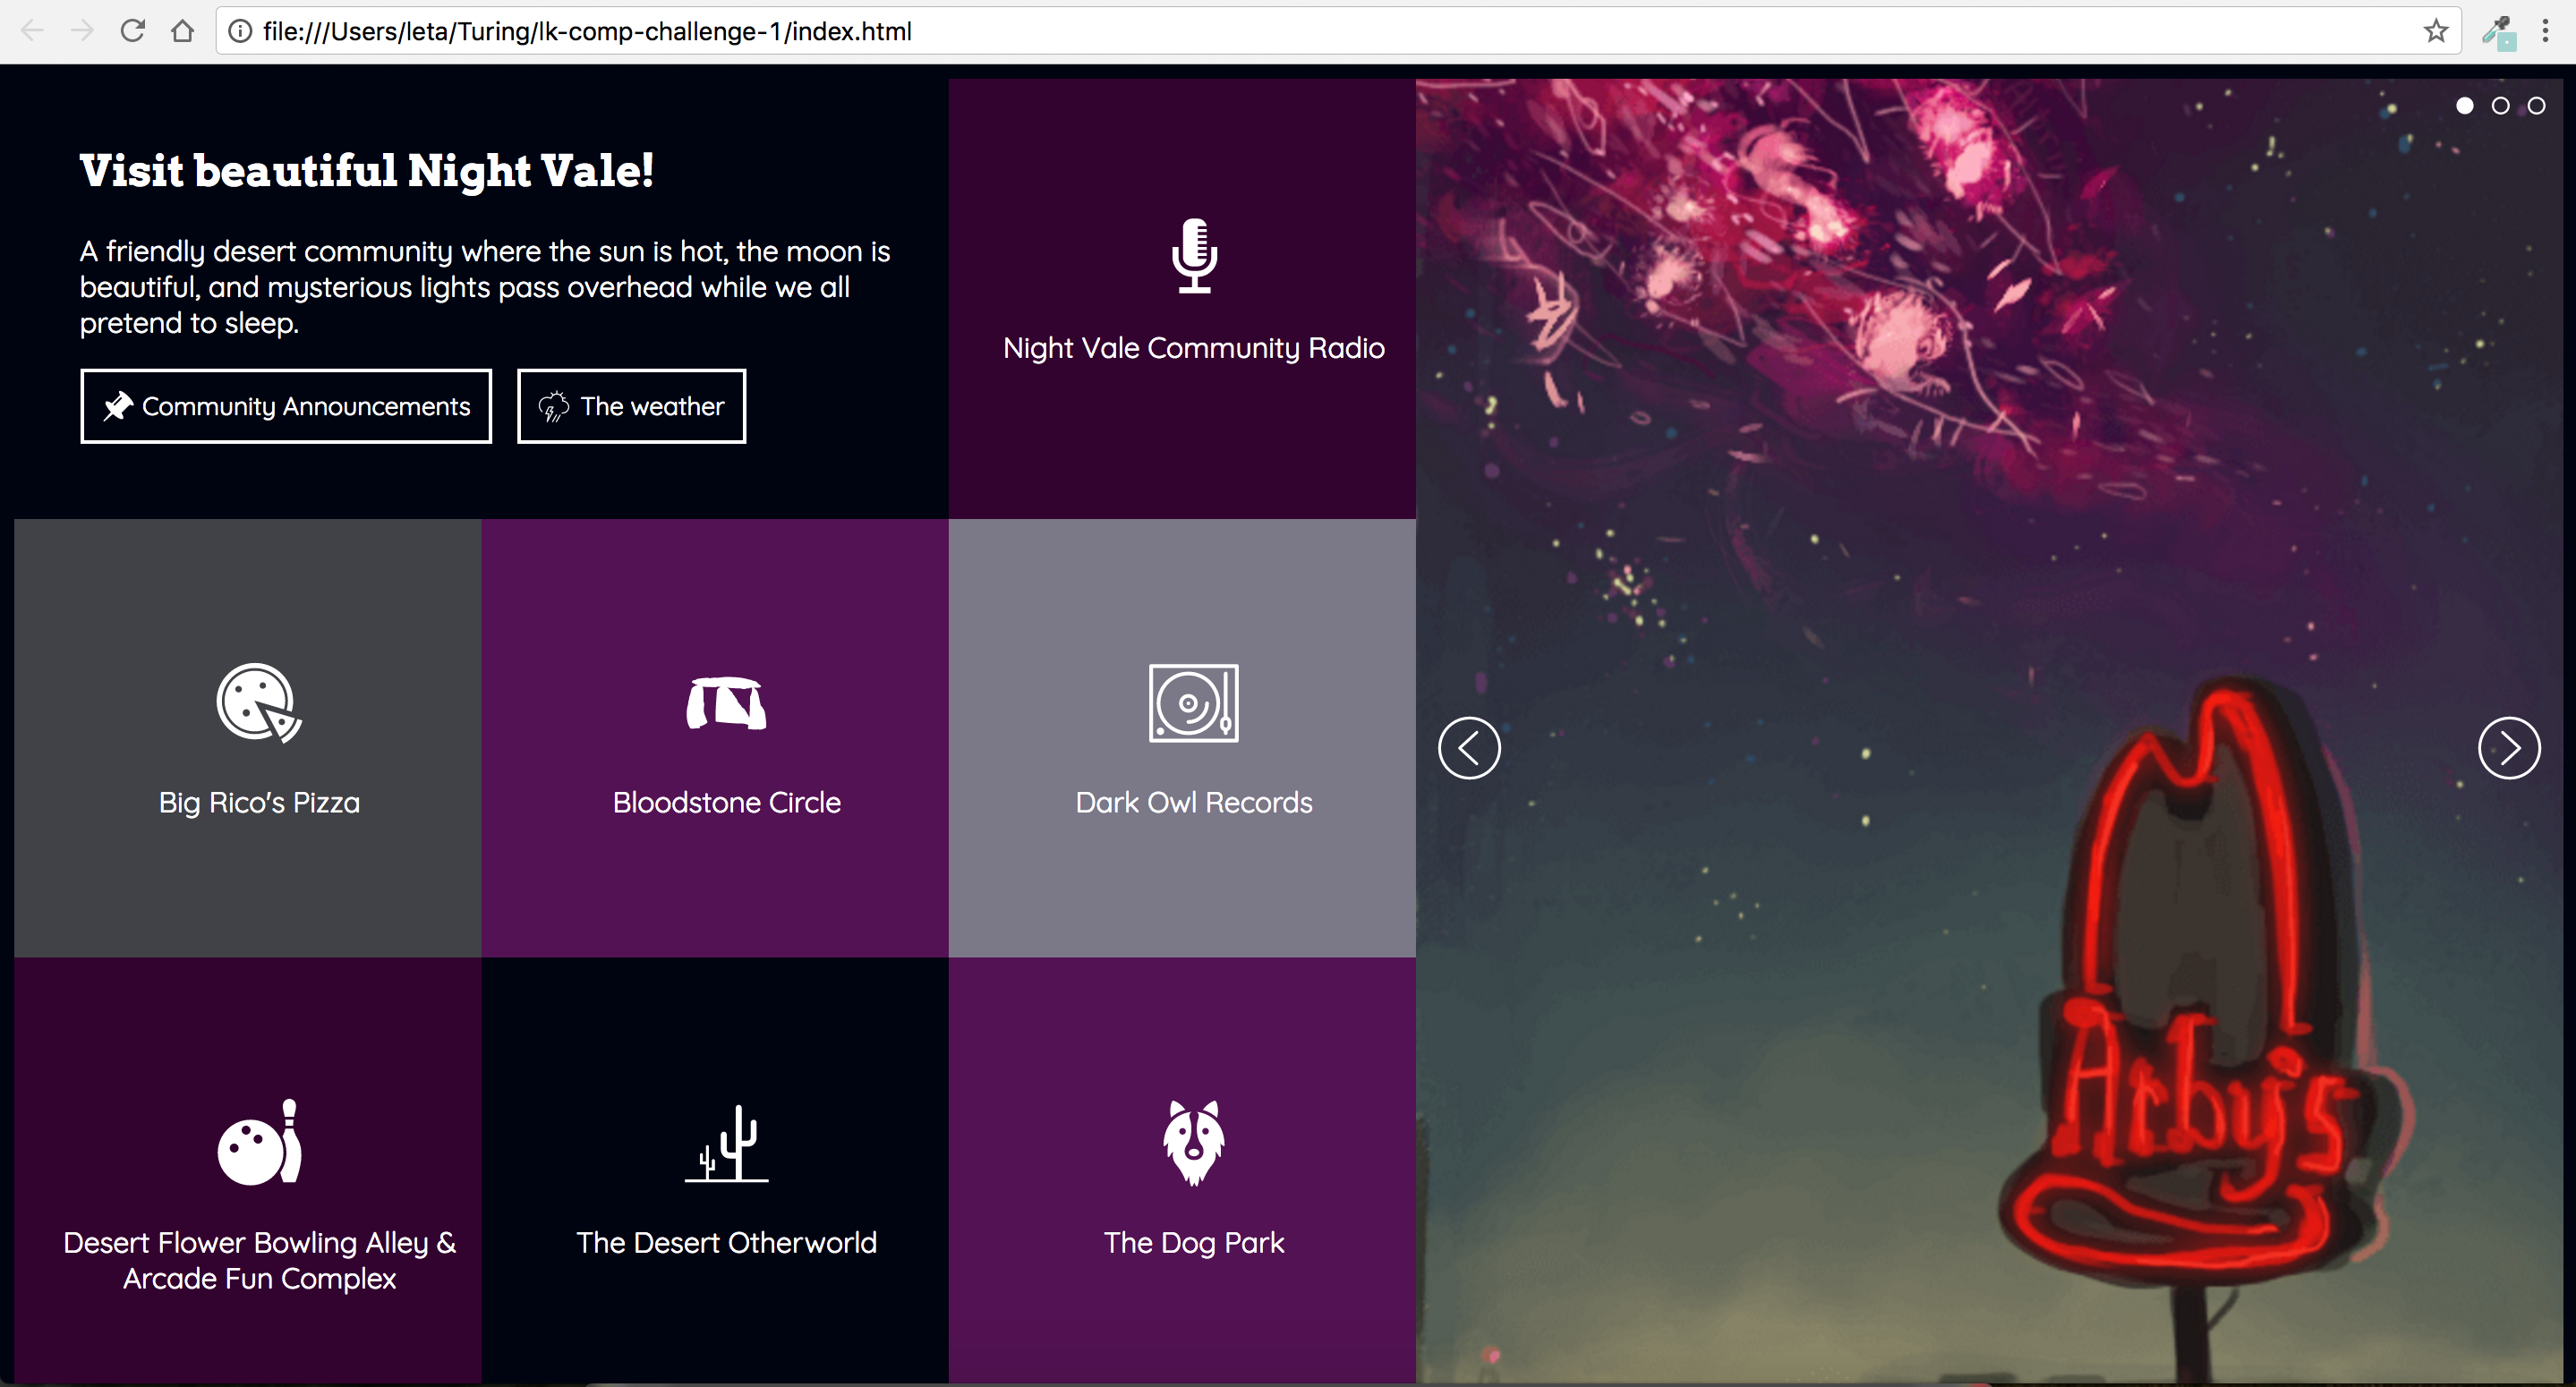 file:///Users/leta/Turing/lk-comp-challenge-1/index.html
Visit beautiful Night Vale!
A friendly desert community where the sun is hot, the moon is
beautiful, and mysterious lights pass overhead while we all
pretend to sleep.
Community Announcements
The weather
Night Vale Community Radio
Big Rico's Pizza
Bloodstone Circle
Dark Owl Records
Desert Flower Bowling Alley &
Arcade Fun Complex
The Desert Otherworld
The Dog Park
Arby's